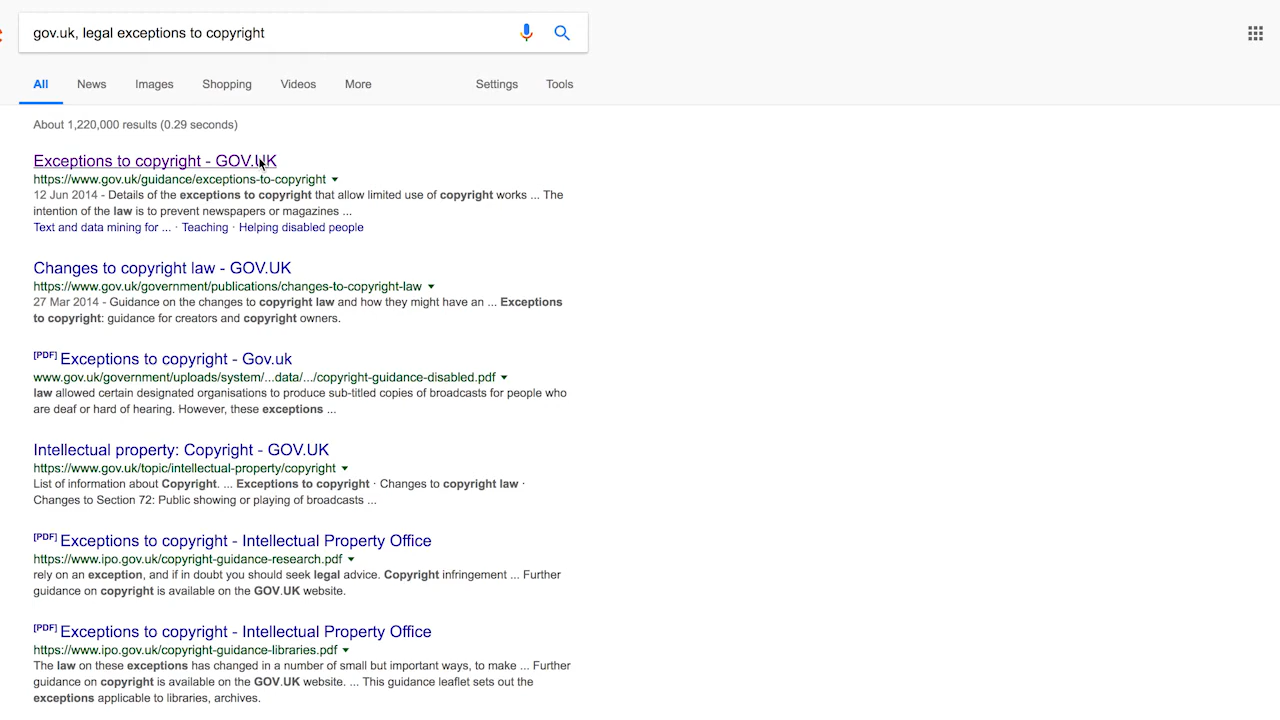 gov.uk, legal exceptions to copyright
All News Images Shopping Videos More Settings Tools
About 1,220,000 results (0.29 seconds)
Exceptions to copyright - GOV.UK
https://www.gov.uk/guidance/exceptions-to-copyright
12 Jun 2014 - Details of the exceptions to copyright that allow limited use of copyright works ... The
intention of the law is to prevent newspapers or magazines ...
Text and data mining for ... · Teaching · Helping disabled people
Changes to copyright law - GOV.UK
https://www.gov.uk/government/publications/changes-to-copyright-law
27 Mar 2014 - Guidance on the changes to copyright law and how they might have an ... Exceptions
to copyright: guidance for creators and copyright owners.
[PDF] Exceptions to copyright - Gov.uk
www.gov.uk/government/uploads/system/...data/.../copyright-guidance-disabled.pdf
law allowed certain designated organisations to produce sub-titled copies of broadcasts for people who
are deaf or hard of hearing. However, these exceptions ...
Intellectual property: Copyright - GOV.UK
https://www.gov.uk/topic/intellectual-property/copyright
List of information about Copyright. ... Exceptions to copyright · Changes to copyright law ·
Changes to Section 72: Public showing or playing of broadcasts ...
[PDF] Exceptions to copyright - Intellectual Property Office
https://www.ipo.gov.uk/copyright-guidance-research.pdf
rely on an exception, and if in doubt you should seek legal advice. Copyright infringement ... Further
guidance on copyright is available on the GOV.UK website.
[PDF] Exceptions to copyright - Intellectual Property Office
https://www.ipo.gov.uk/copyright-guidance-libraries.pdf
The law on these exceptions has changed in a number of small but important ways, to make ... Further
guidance on copyright is available on the GOV.UK website. ... This guidance leaflet sets out the
exceptions applicable to libraries, archives.